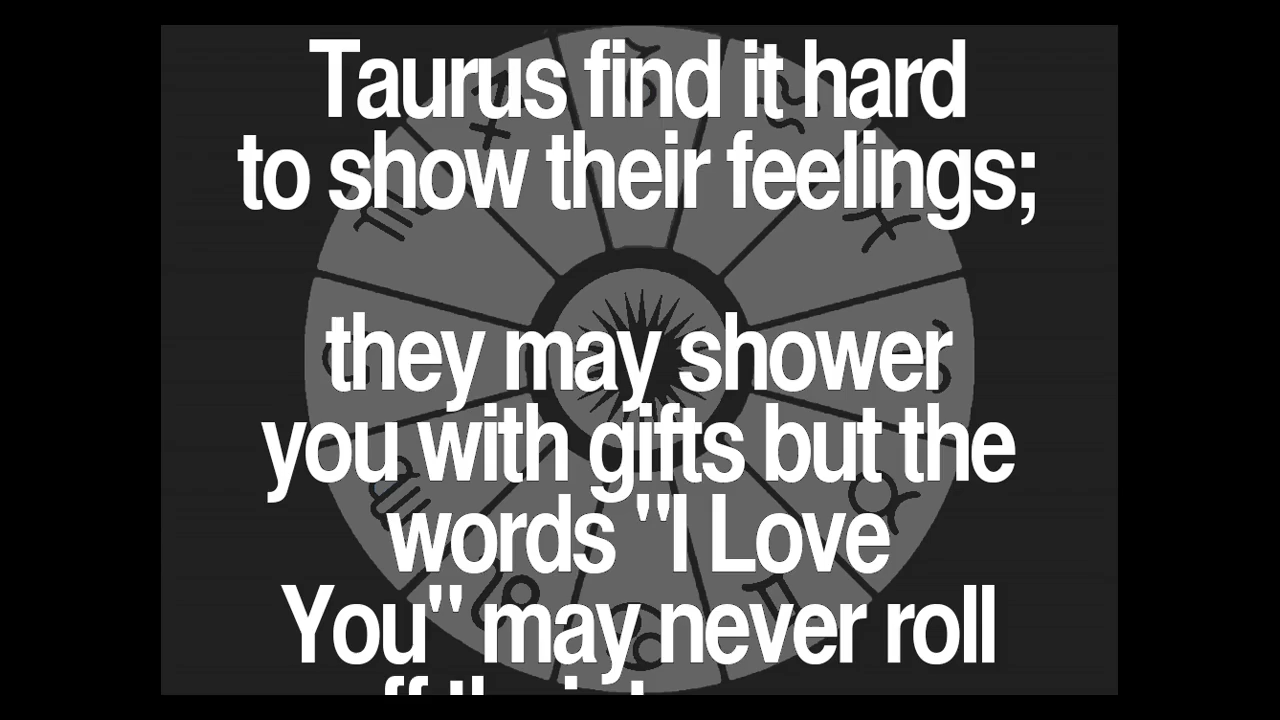 Taurus find it hard
to show their feelings;
they may shower
you with gifts but the
words "I Love
You" may never roll